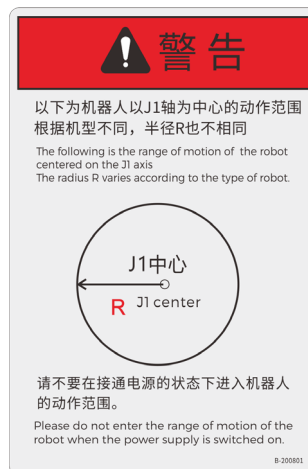 警告
以下为机器人以J1轴为中心的动作范围
根据机型不同，半径R也不相同
The following is the range of motion of the robot
centered on the J1 axis
The radius R varies according to the type of robot.
J1中心
R J1 center
请不要在接通电源的状态下进入机器人
的动作范围。
Please do not enter the range of motion of the
robot when the power supply is switched on.
B-200801